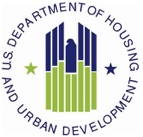 U.S. DEPARTMENT OF HOUSING
AND URBAN DEVELOPMENT